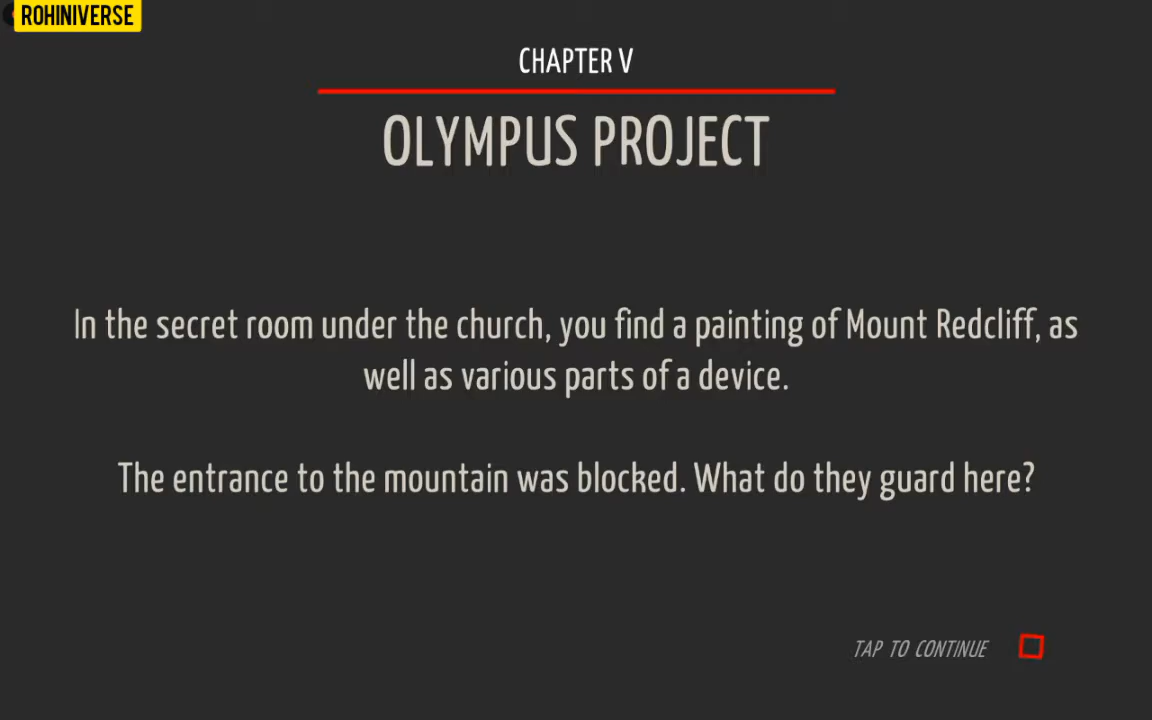 ROHINIVERSE
CHAPTER V
OLYMPUS PROJECT
In the secret room under the church, you find a painting of Mount Redcliff, as
well as various parts of a device.
The entrance to the mountain was blocked. What do they guard here?
TAP TO CONTINUE